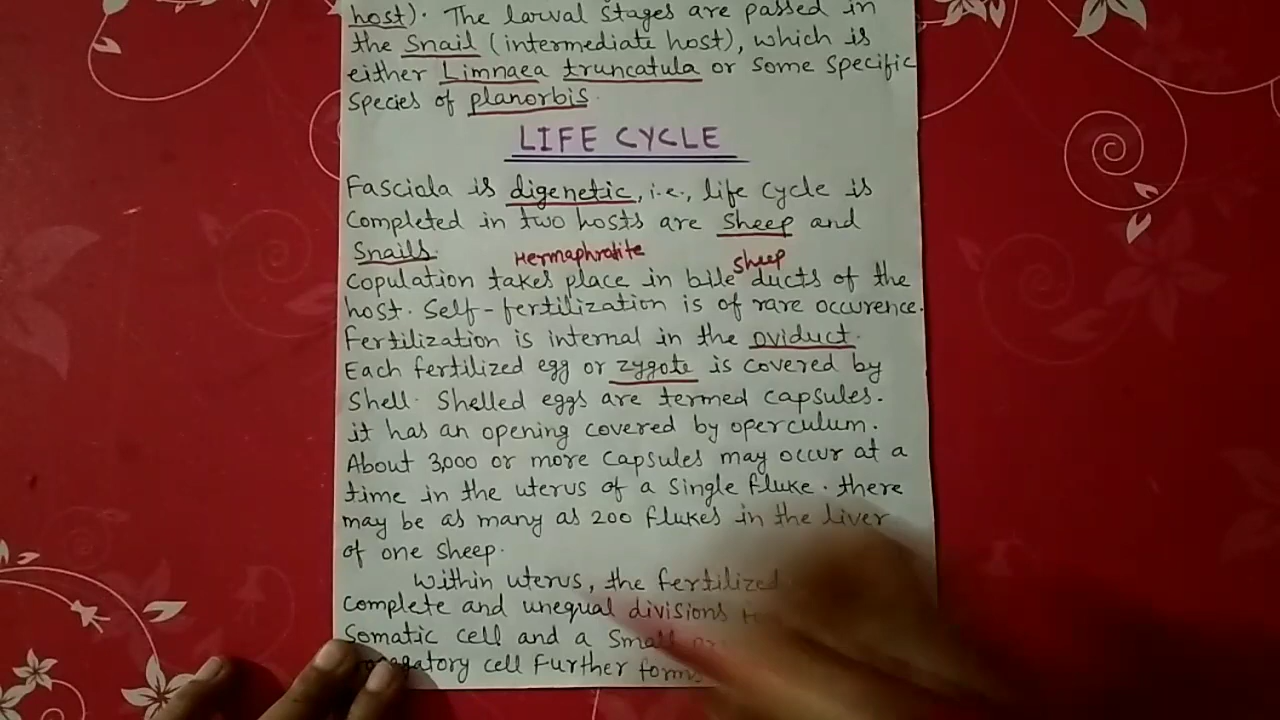 host). The larval stages are passed in
the snail (intermediate host), which is
either Limnaea truncatula or some specific
species of planorbis.
LIFE CYCLE
Fasciola is digenetic, i.e., life cycle is
completed in two hosts are sheep and
snails.
Hermaphratite sheep
Copulation takes place in bile ducts of the
host. Self-fertilization is of rare occurence.
Fertilization is internal in the oviduct.
Each fertilized egg or zygote is covered by
shell. Shelled eggs are termed capsules.
it has an opening covered by operculum.
About 3,000 or more capsules may occur at a
time in the uterus of a single fluke. there
may be as many as 200 flukes in the liver
of one sheep.
Within uterus, the fertilized
complete and unequal divisions
Somatic cell and a small
cell Further